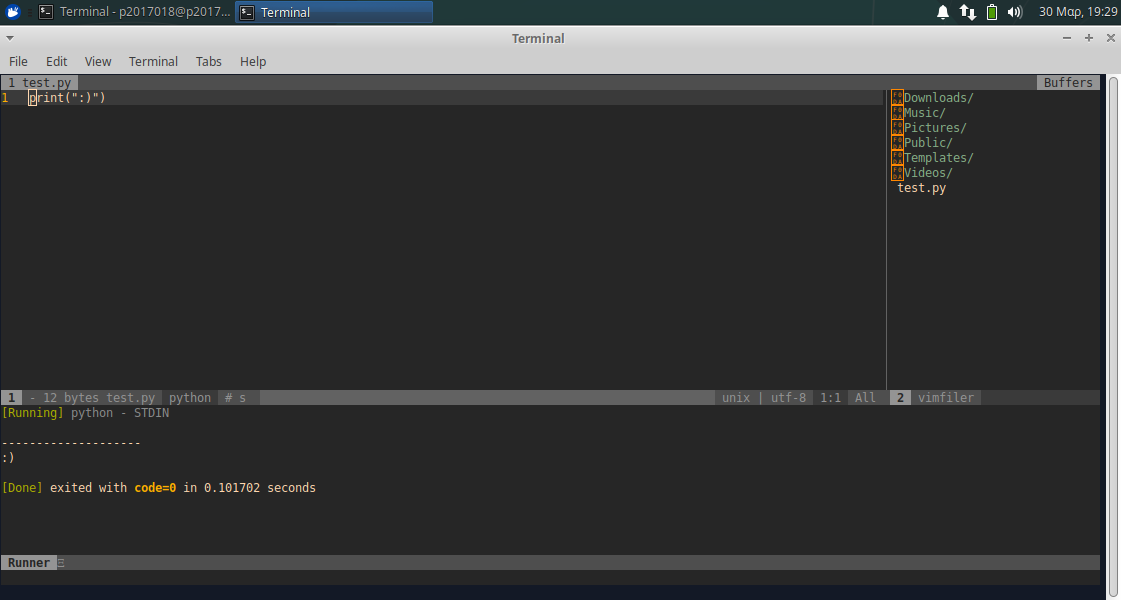 Terminal - p2017018@p2017... Terminal 30 Μαρ, 19:29
Terminal
File Edit View Terminal Tabs Help
1 test.py Buffers
1 print(":)")
Downloads/
Music/
Pictures/
Public/
Templates/
Videos/
test.py
1 - 12 bytes test.py python # s unix | utf-8 1:1 All 2 vimfiler
[Running] python - STDIN
--------------------
:)
[Done] exited with code=0 in 0.101702 seconds
Runner